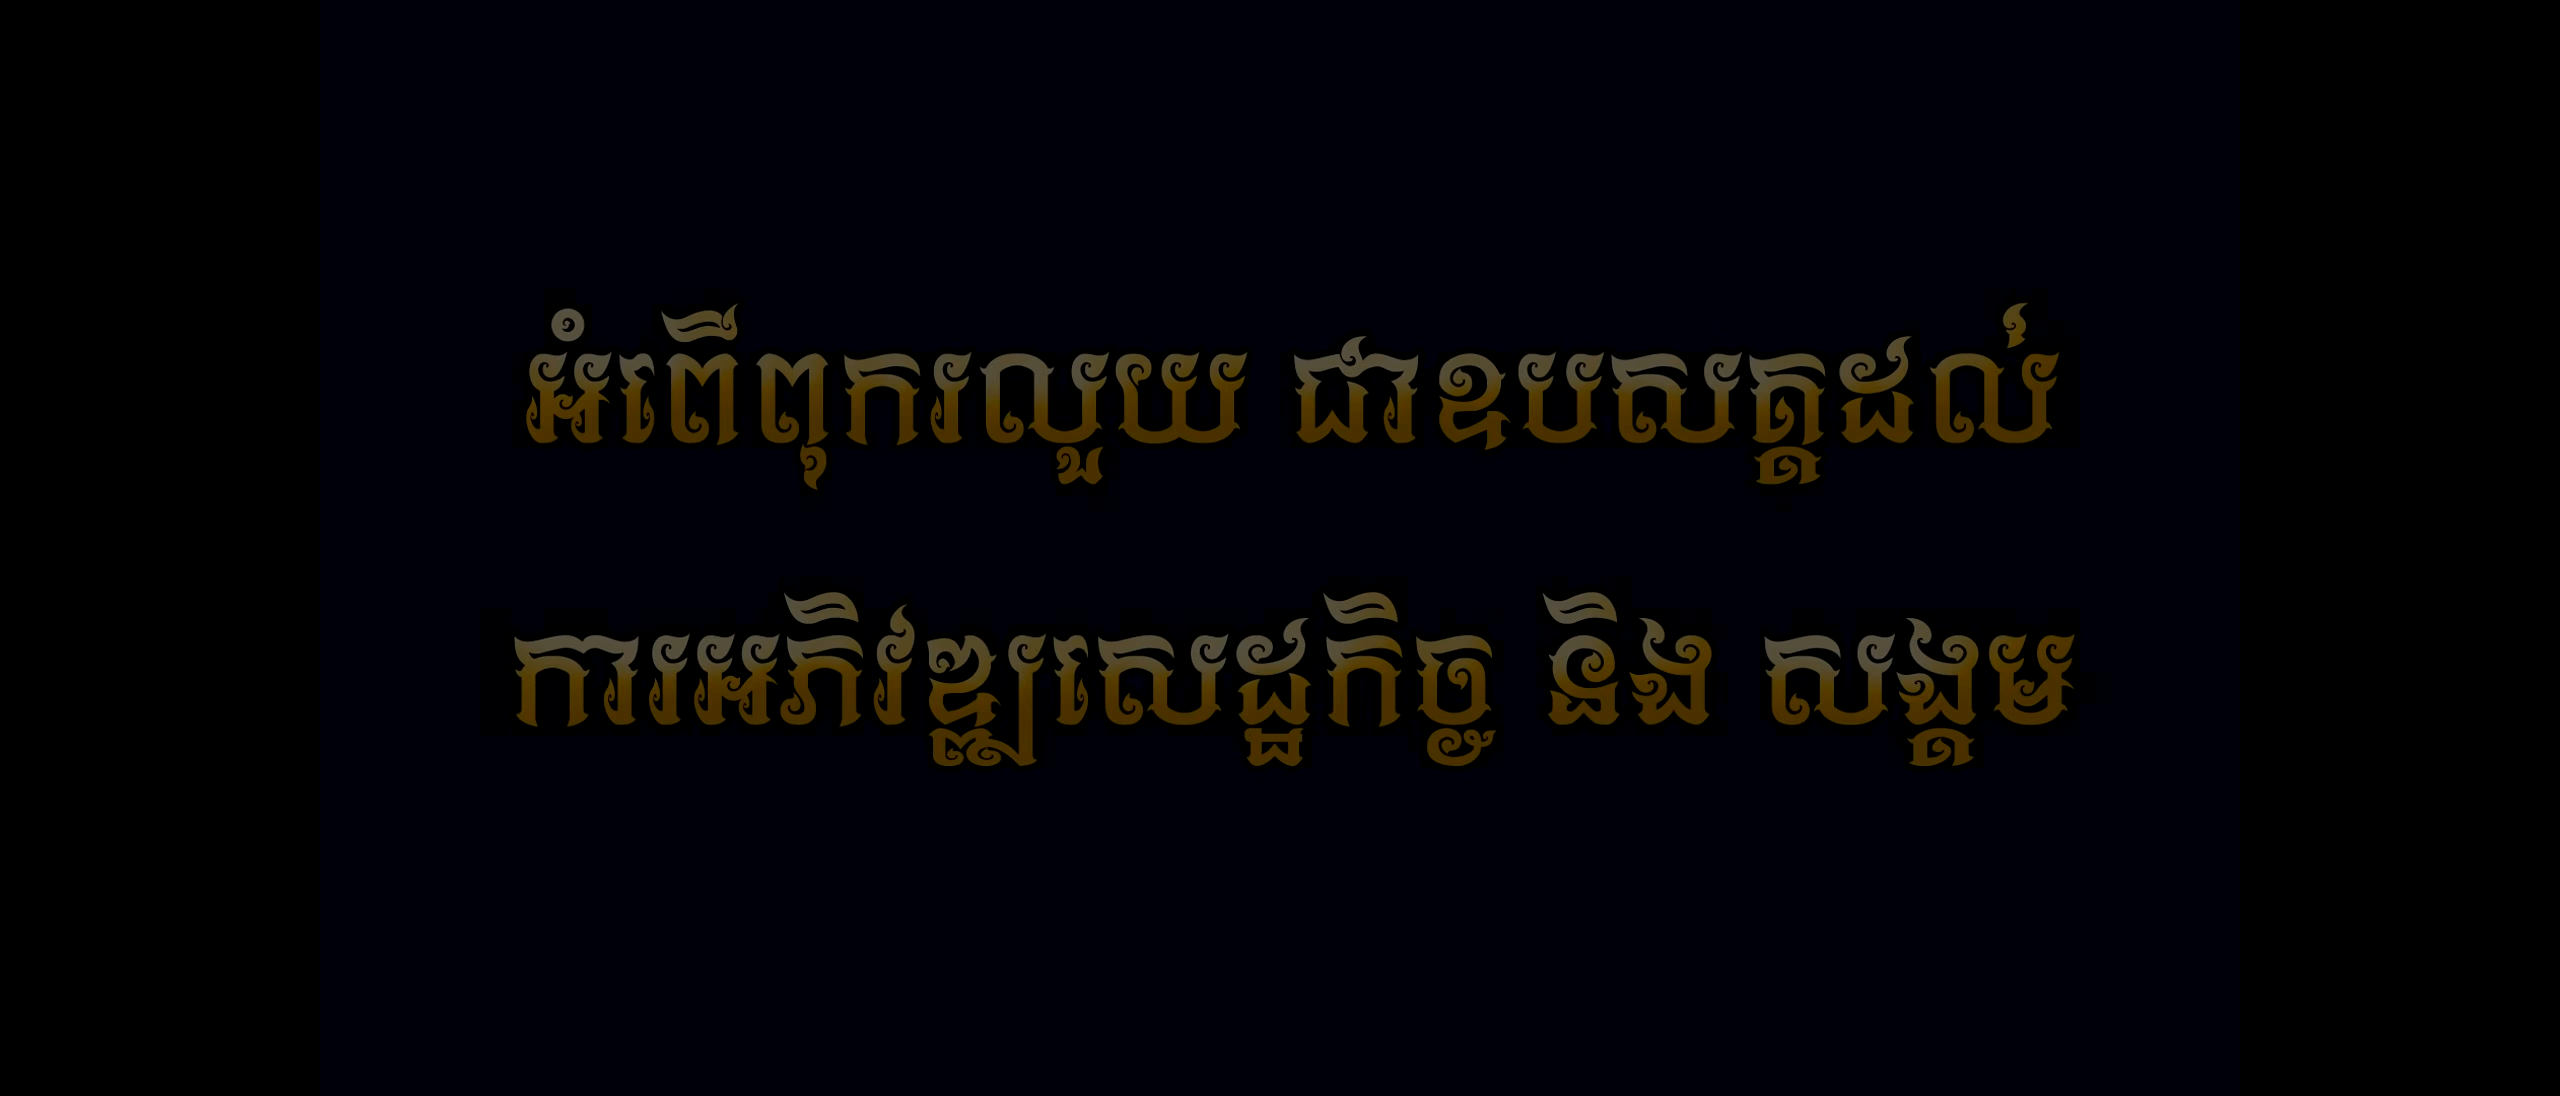 អំពើពុករលួយ ជាឧបសគ្គដល់
ការអភិវឌ្ឍសេដ្ឋកិច្ច និង សង្គម